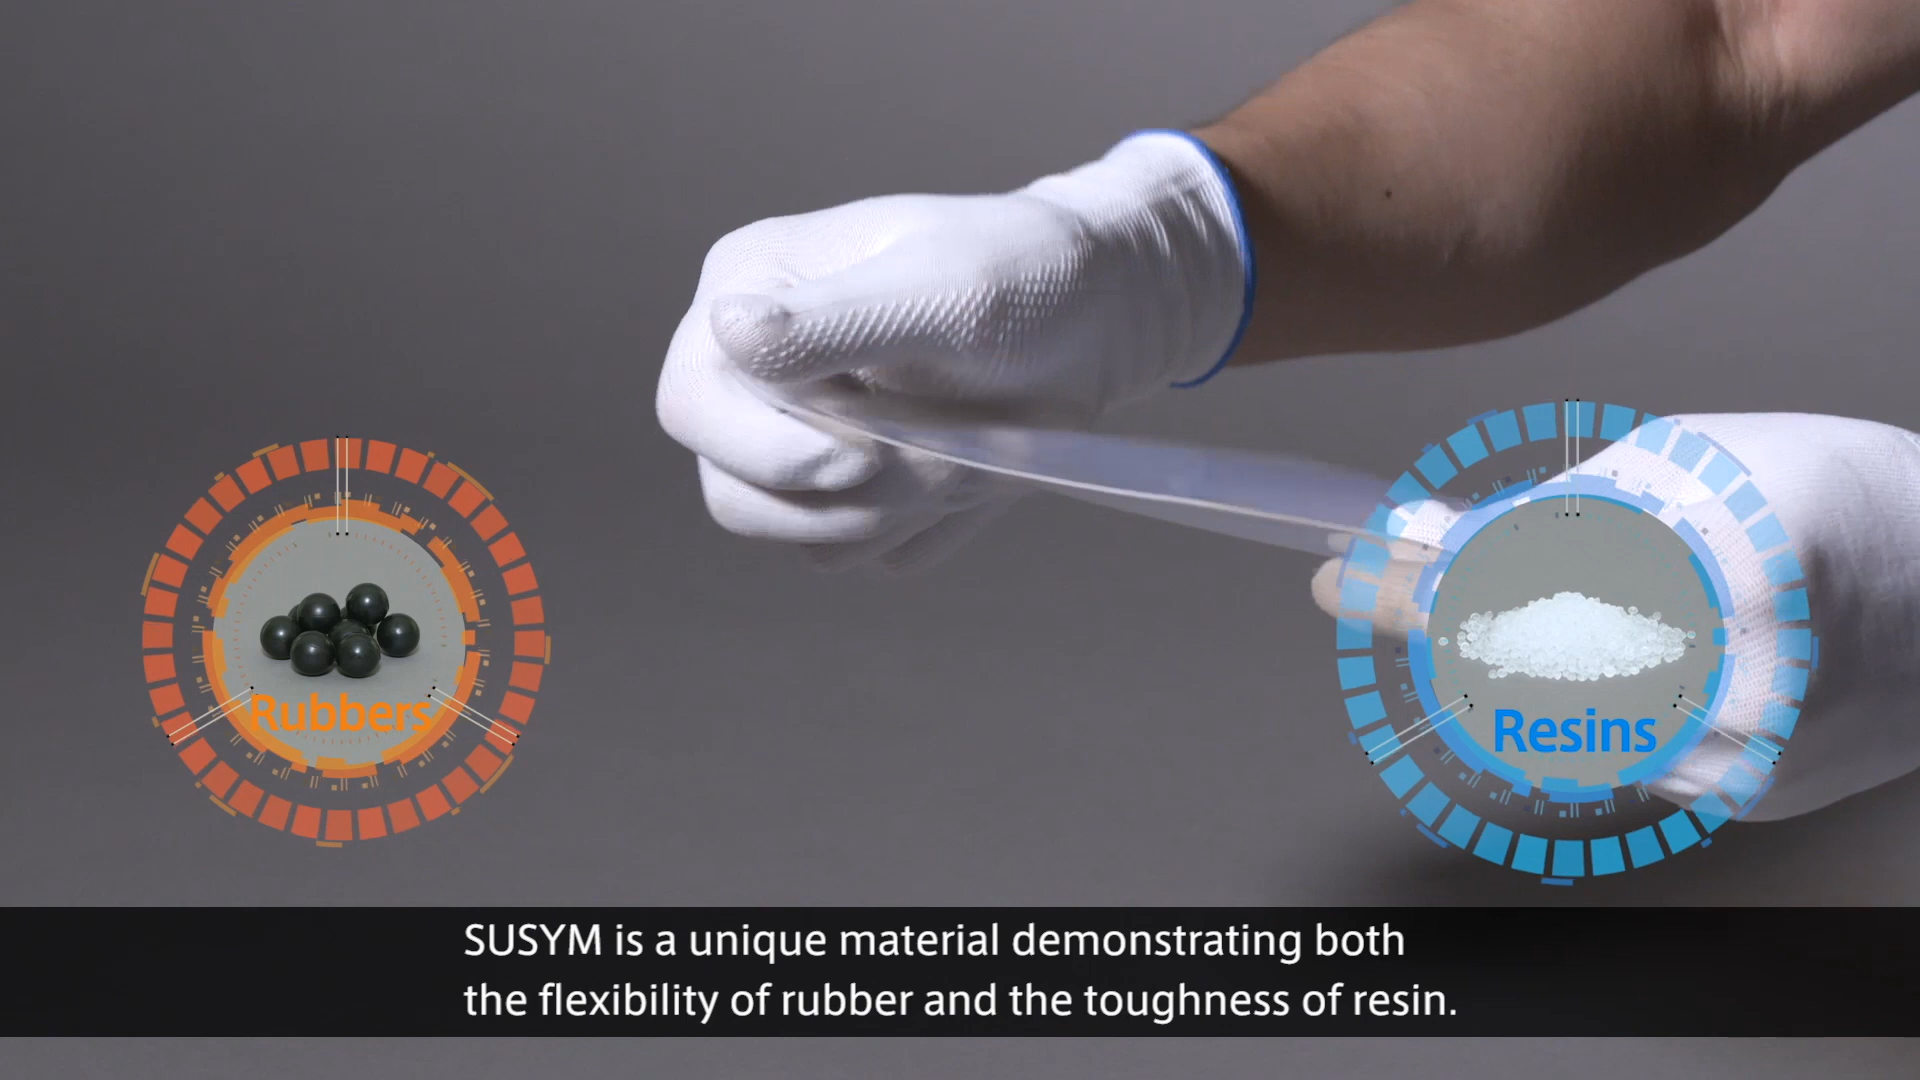 Rubbers
Resins
SUSYM is a unique material demonstrating both
the flexibility of rubber and the toughness of resin.